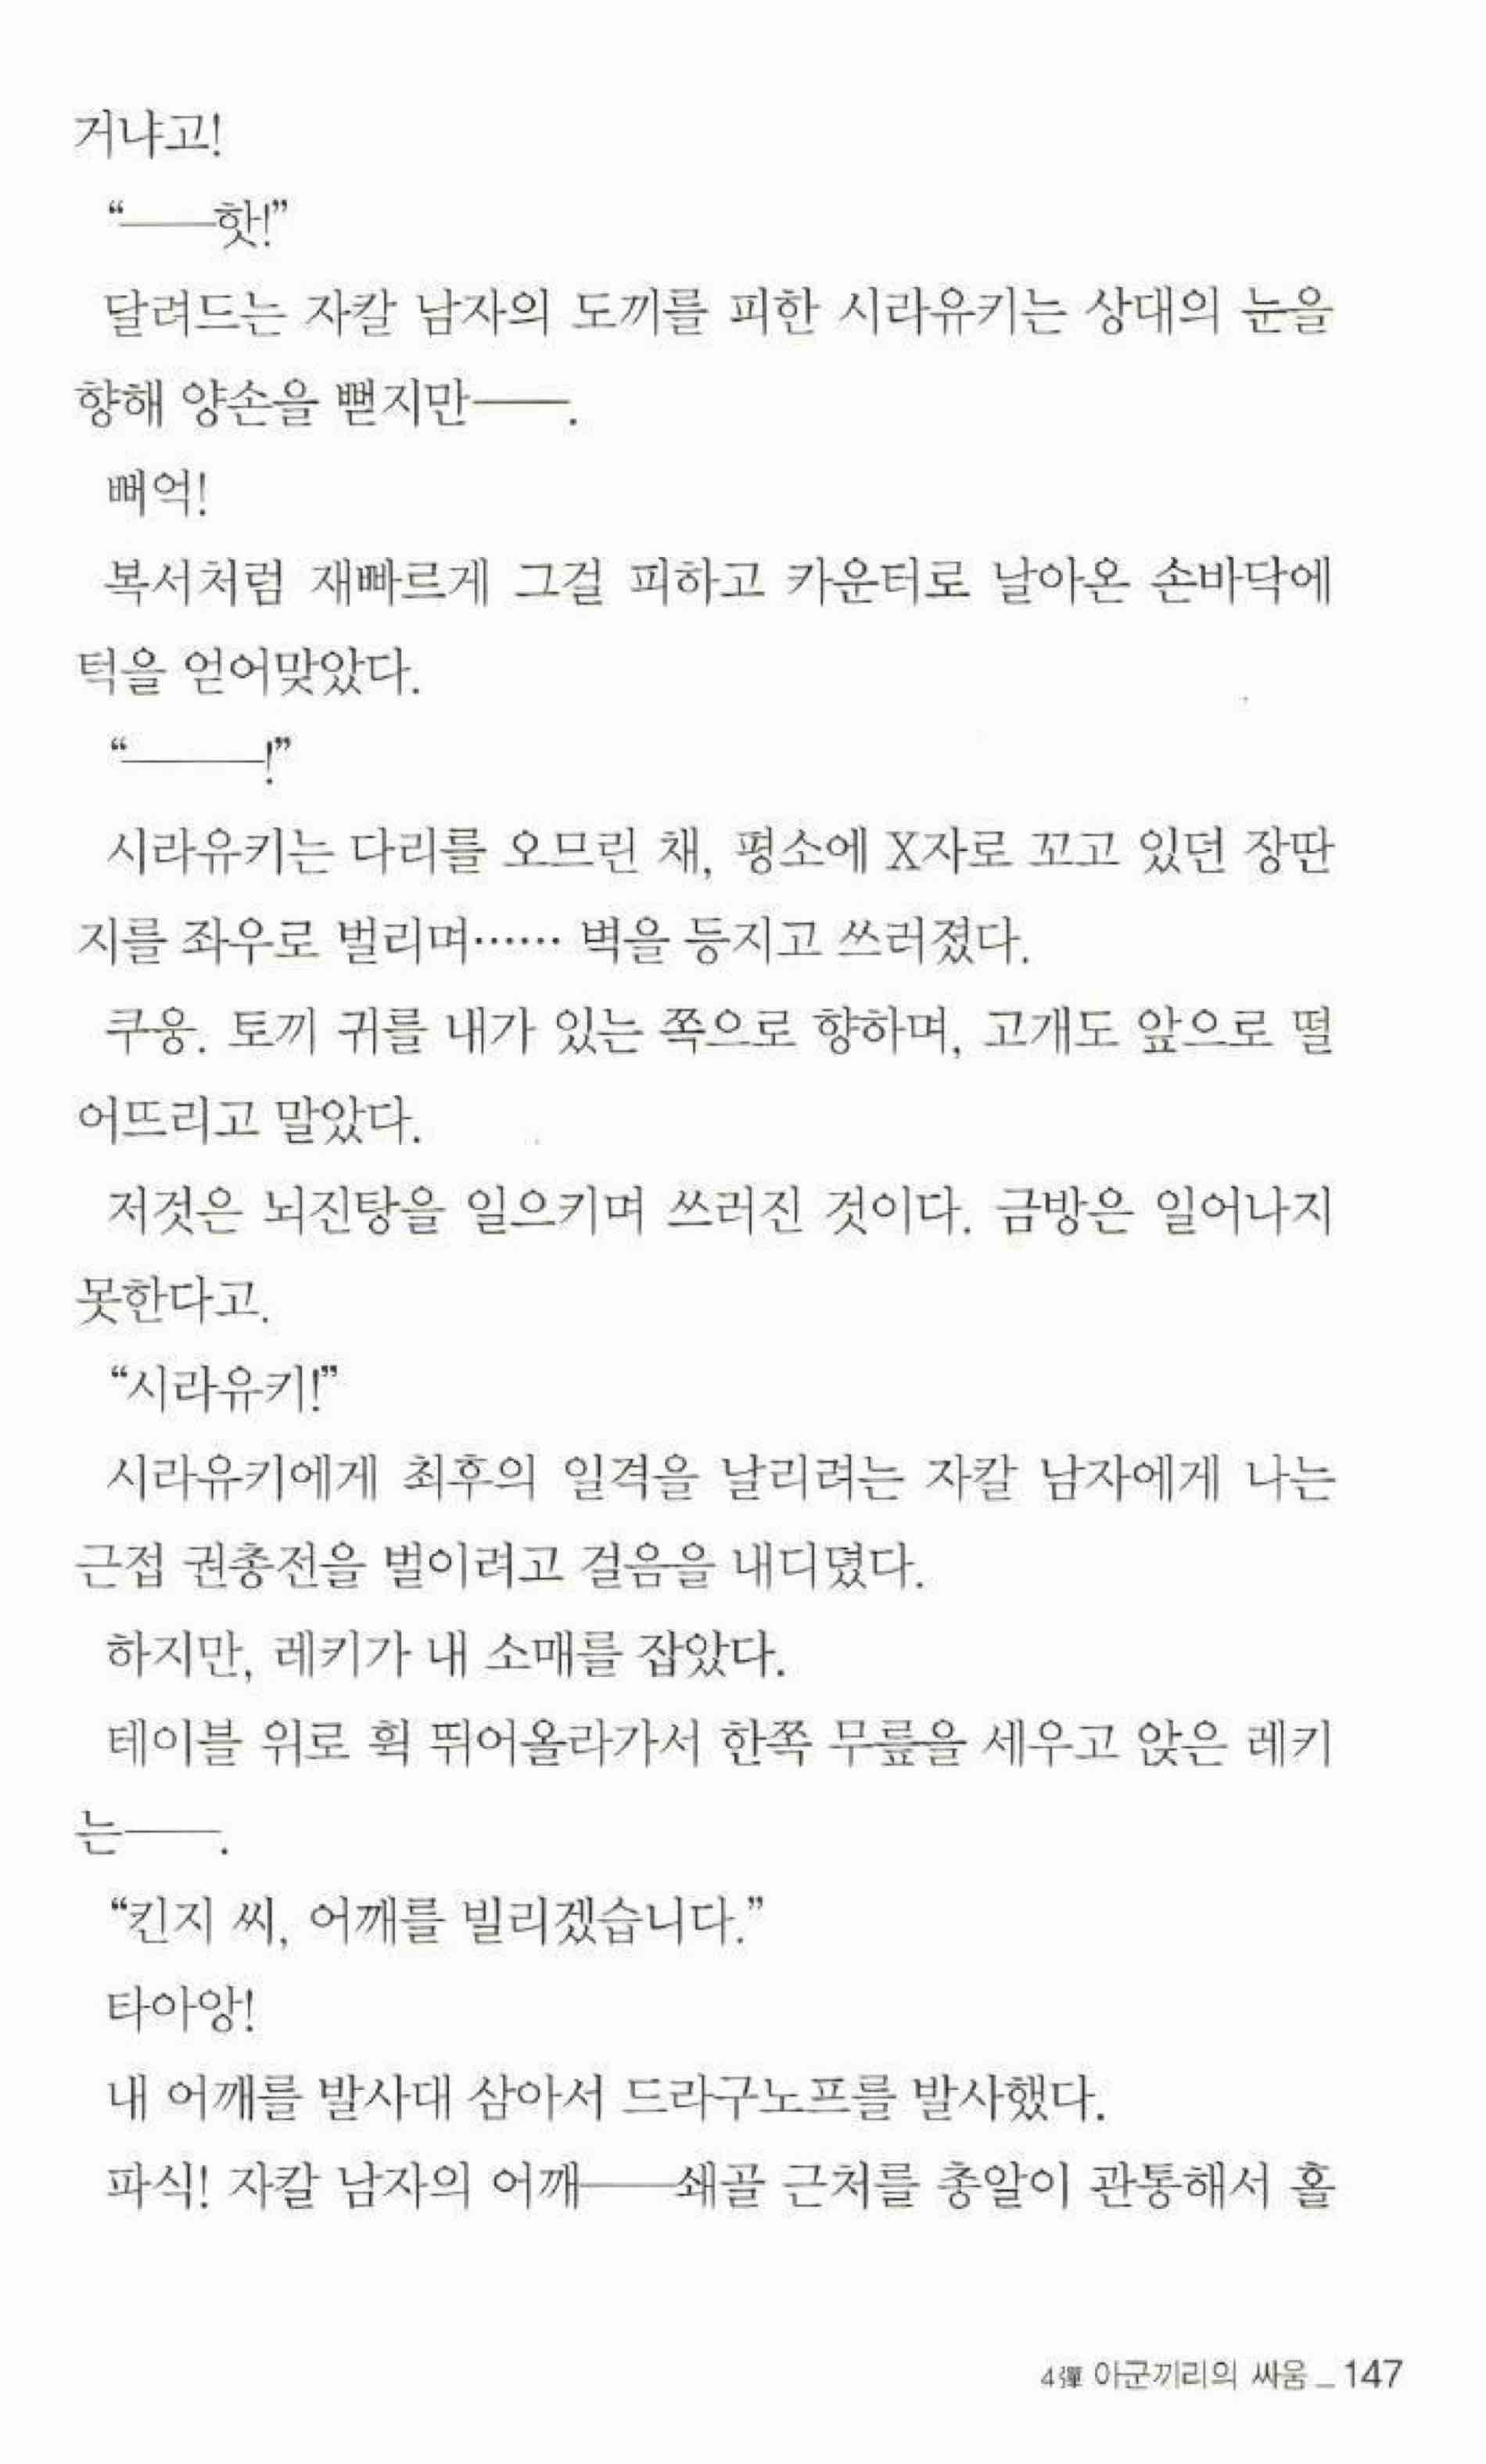 거냐고!
“――핫!”
달려드는 자칼 남자의 도끼를 피한 시라유키는 상대의 눈을
향해 양손을 뻗지만――.
뻐억!
복서처럼 재빠르게 그걸 피하고 카운터로 날아온 손바닥에
턱을 얻어맞았다.
“―――!”
시라유키는 다리를 오므린 채, 평소에 X자로 꼬고 있던 장딴
지를 좌우로 벌리며…… 벽을 등지고 쓰러졌다.
쿠웅. 토끼 귀를 내가 있는 쪽으로 향하며, 고개도 앞으로 떨
어뜨리고 말았다.
저것은 뇌진탕을 일으키며 쓰러진 것이다. 금방은 일어나지
못한다고.
“시라유키!”
시라유키에게 최후의 일격을 날리려는 자칼 남자에게 나는
근접 권총전을 벌이려고 걸음을 내디뎠다.
하지만, 레키가 내 소매를 잡았다.
테이블 위로 휙 뛰어올라가서 한쪽 무릎을 세우고 앉은 레키
는――.
“킨지 씨, 어깨를 빌리겠습니다.”
타아앙!
내 어깨를 발사대 삼아서 드라구노프를 발사했다.
파식! 자칼 남자의 어깨――쇄골 근처를 총알이 관통해서 홀
4彈 아군끼리의 싸움 _ 147